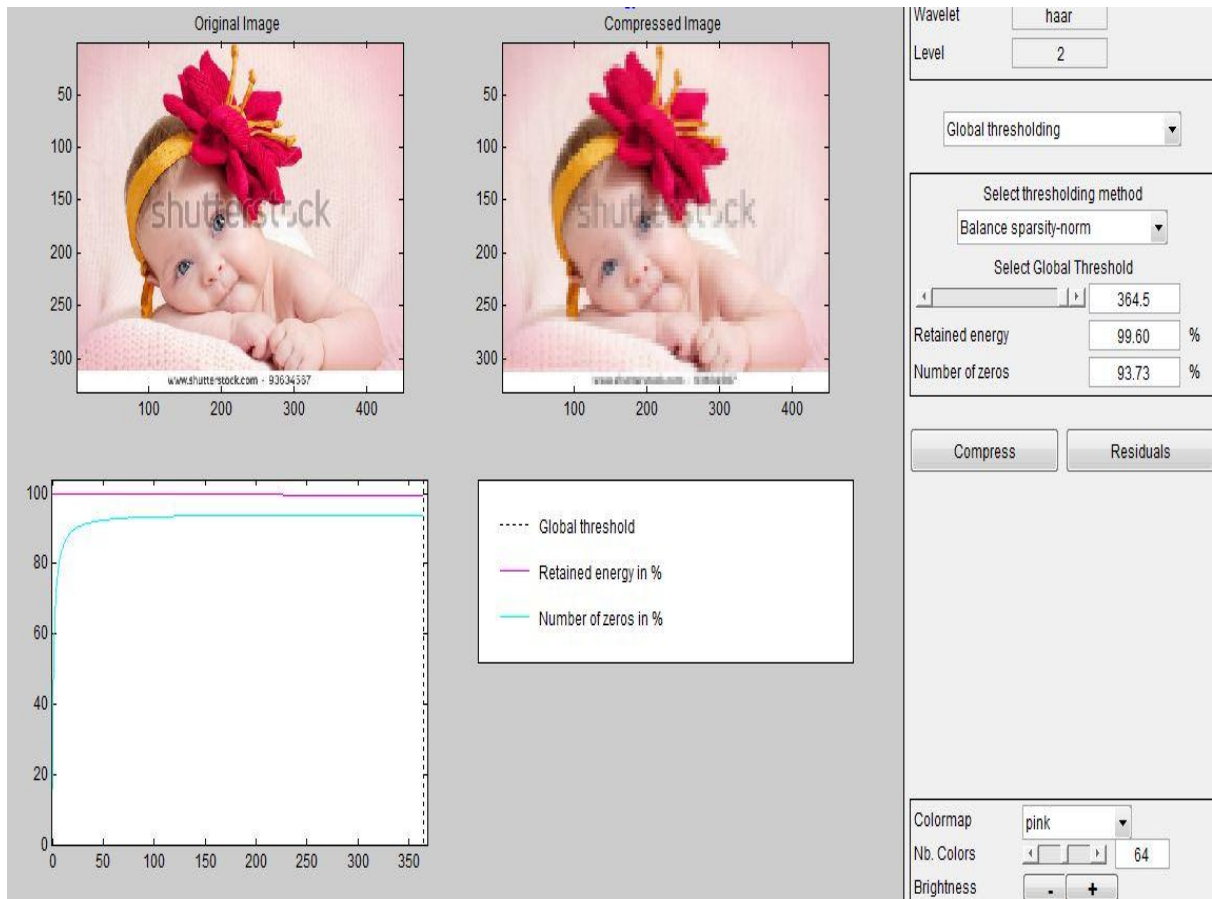 Original Image
50
100
150
200
250
300
100
200
300
400
shutterstock
www.shutterstock.com · 93634567
Compressed Image
50
100
150
200
250
300
100
200
300
400
shutterstock
100
80
60
40
20
0
0
50
100
150
200
250
300
350
Global threshold
Retained energy in %
Number of zeros in %
Wavelet haar
Level 2
Global thresholding
Select thresholding method
Balance sparsity-norm
Select Global Threshold
364.5
Retained energy 99.60 %
Number of zeros 93.73 %
Compress Residuals
Colormap pink
Nb. Colors 64
Brightness - +